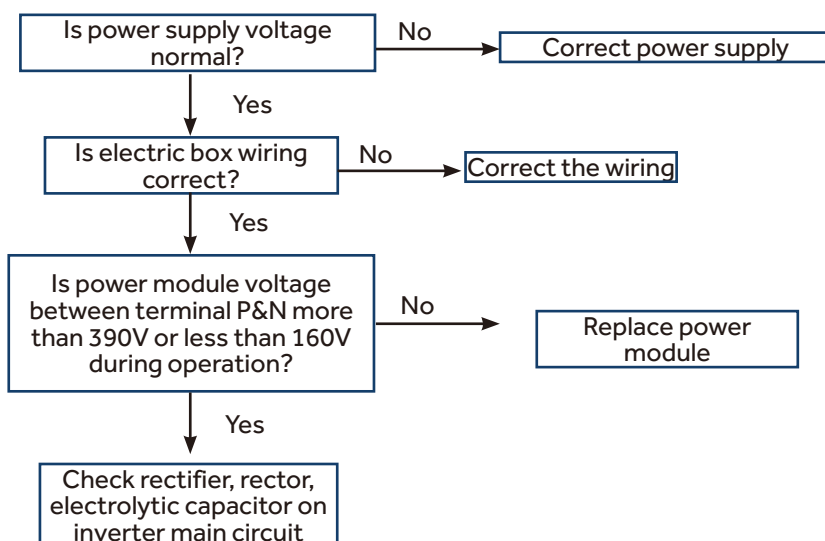 Is power supply voltage
normal?
No
Correct power supply
Yes
Is electric box wiring
correct?
No
Correct the wiring
Yes
Is power module voltage
between terminal P&N more
than 390V or less than 160V
during operation?
No
Replace power
module
Yes
Check rectifier, rector,
electrolytic capacitor on
inverter main circuit